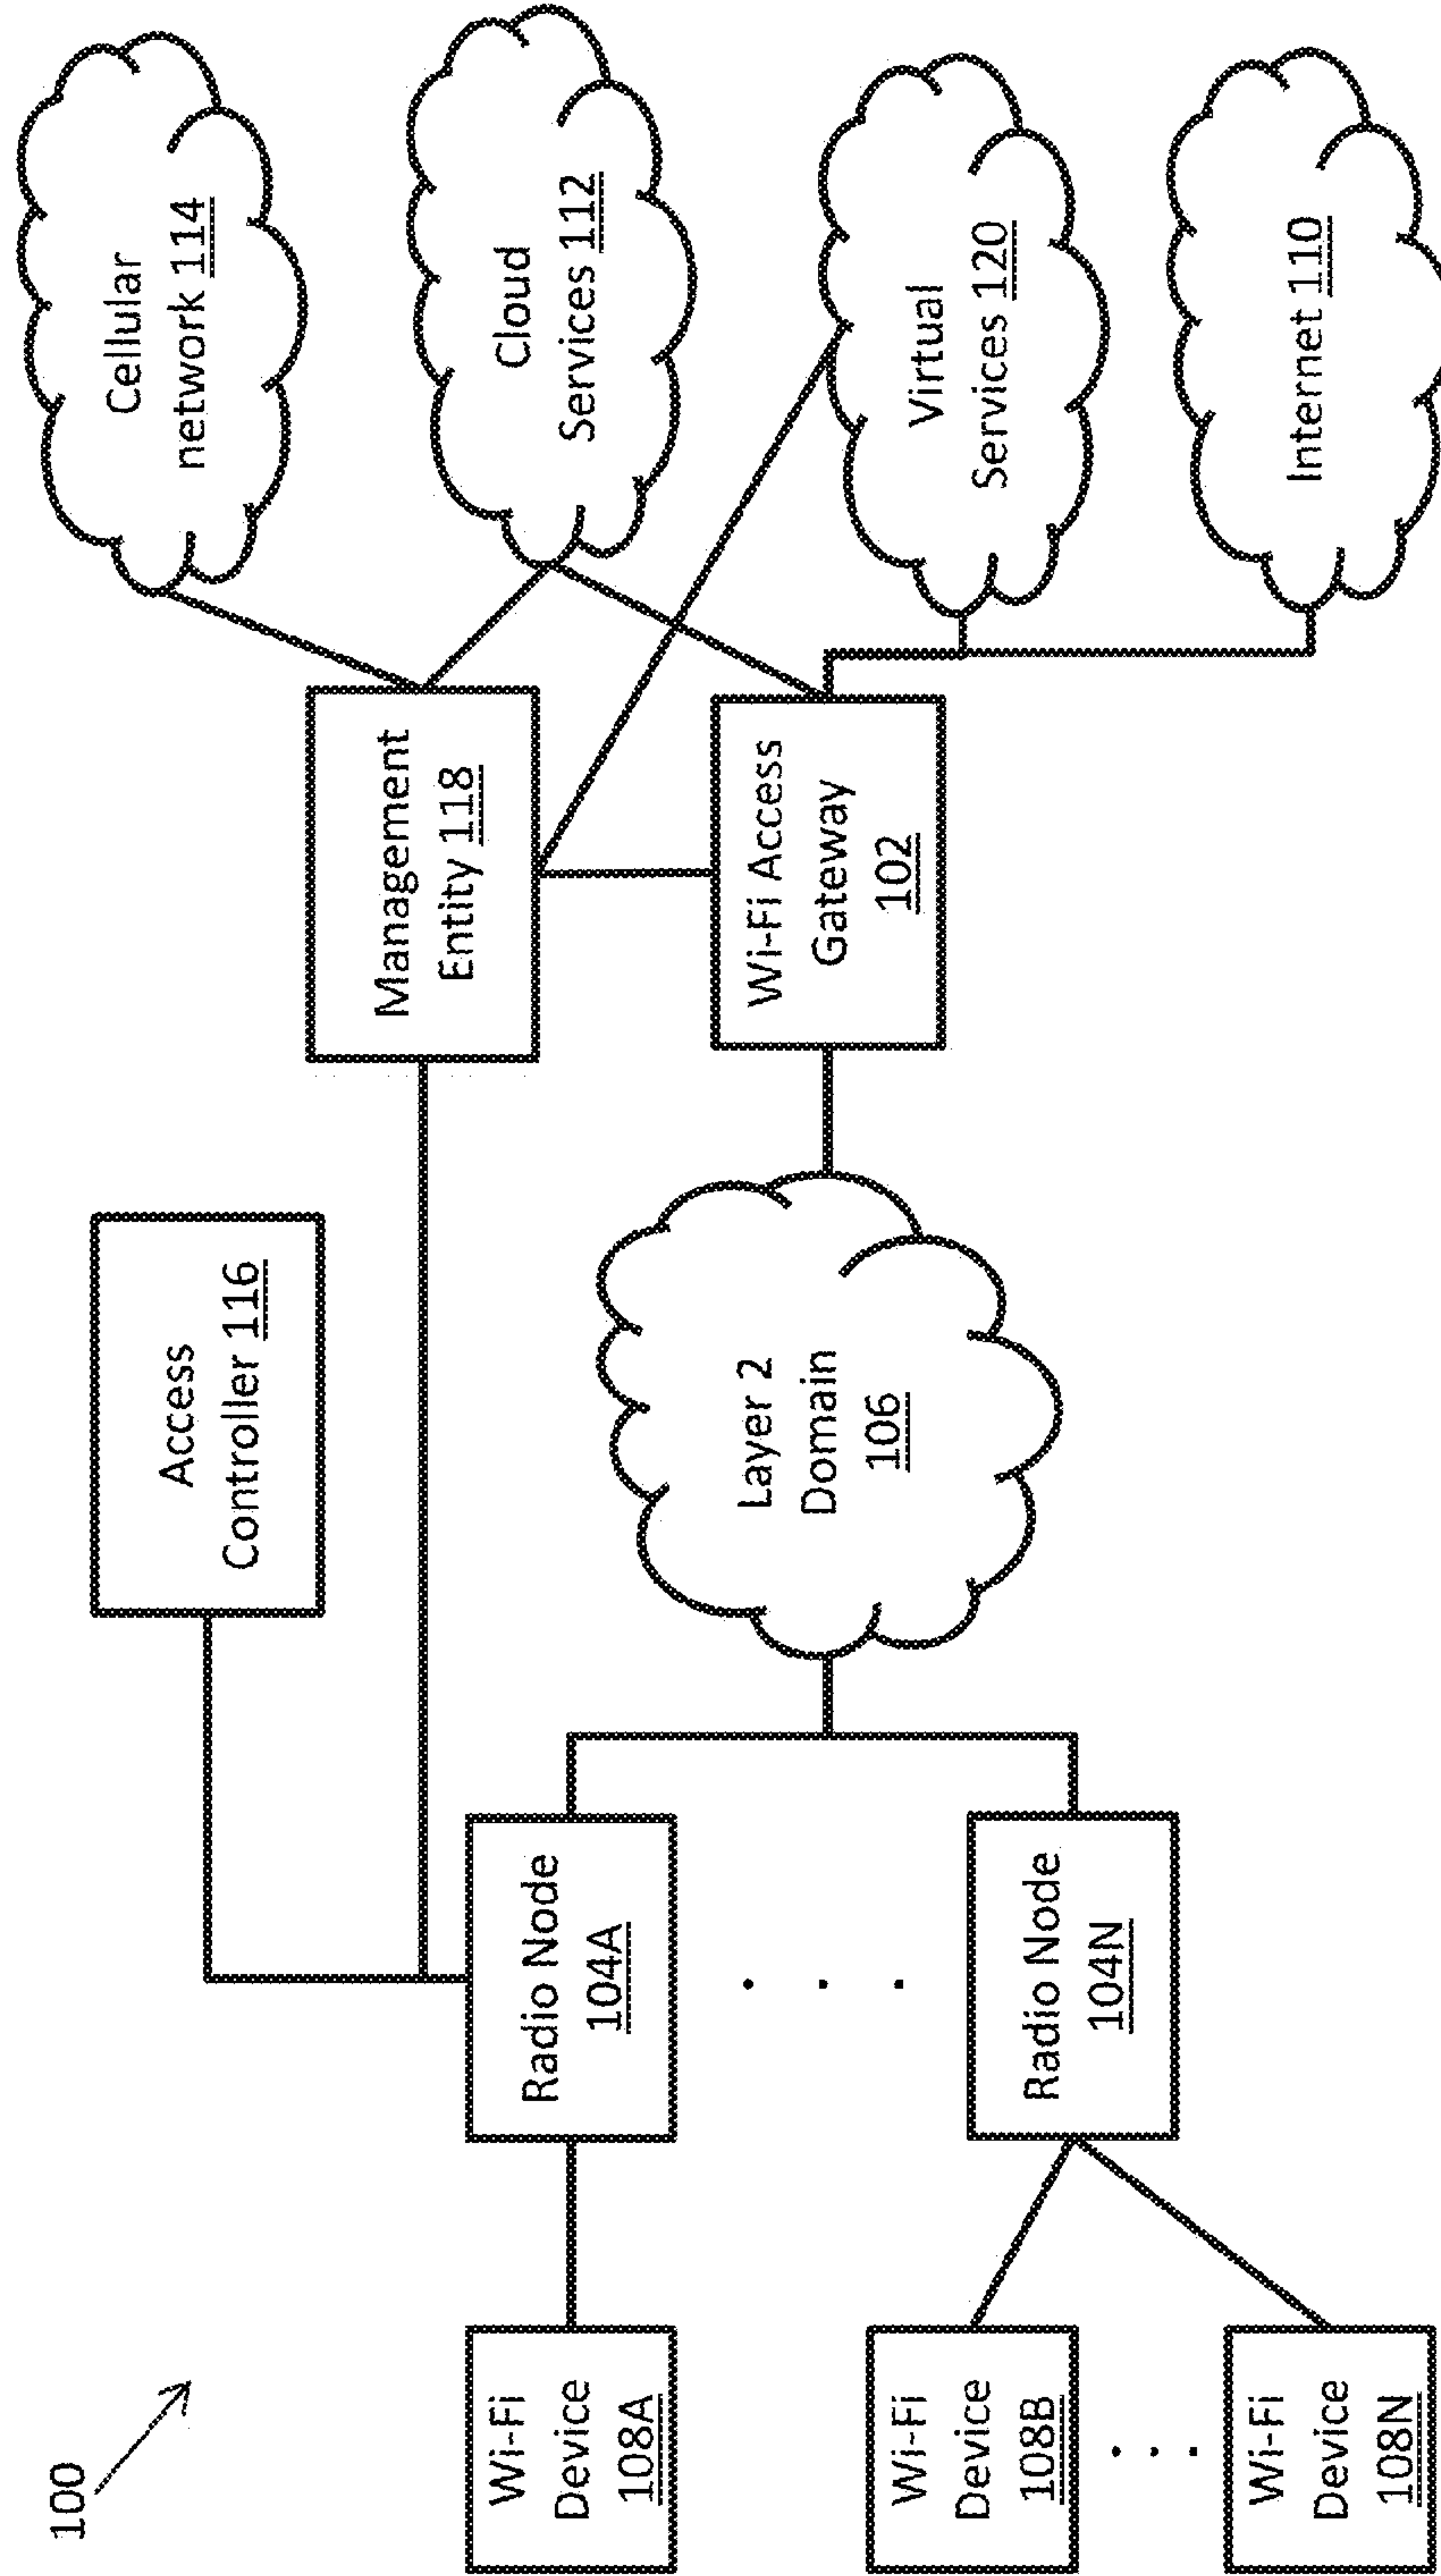 100
Access
Controller 116
Management
Entity 118
Cellular
network 114
Cloud
Services 112
Wi-Fi
Device
108A
Radio Node
104A
Layer 2
Domain
106
Wi-Fi Access
Gateway
102
Virtual
Services 120
Internet 110
Wi-Fi
Device
108B
Radio Node
104N
Wi-Fi
Device
108N